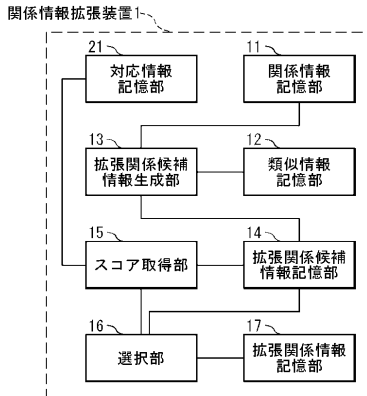 関係情報拡張装置1
21
対応情報
記憶部
11
関係情報
記憶部
13
拡張関係候補
情報生成部
12
類似情報
記憶部
15
スコア取得部
14
拡張関係候補
情報記憶部
16
選択部
17
拡張関係情報
記憶部